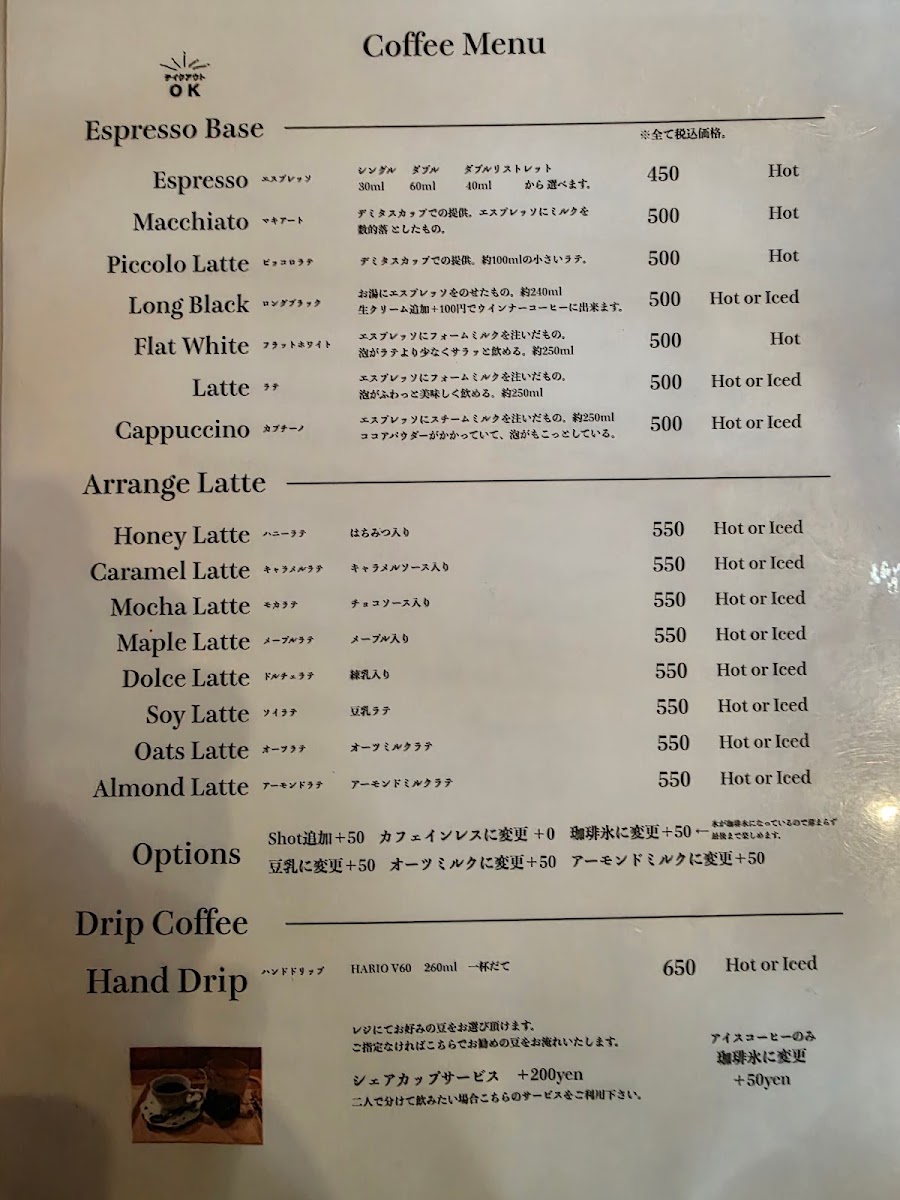 Coffee Menu
テイクアウト
OK
Espresso Base
※全て税込価格。
Espresso エスプレッソ シングル ダブル ダブルリストレット 450 Hot
30ml 60ml 40ml から選べます。
Macchiato マキアート デミタスカップでの提供。エスプレッソにミルクを 500 Hot
数的落としたもの。
Piccolo Latte ピッコロラテ デミタスカップでの提供。約100mlの小さいラテ。 500 Hot
Long Black ロングブラック お湯にエスプレッソをのせたもの。約240ml 500 Hot or Iced
生クリーム追加+100円でウインナーコーヒーに出来ます。
Flat White フラットホワイト エスプレッソにフォームミルクを注いだもの。 500 Hot
泡がラテより少なくサラッと飲める。約250ml
Latte ラテ エスプレッソにフォームミルクを注いだもの。 500 Hot or Iced
泡がふわっと美味しく飲める。約250ml
Cappuccino カプチーノ エスプレッソにスチームミルクを注いだもの。約250ml 500 Hot or Iced
ココアパウダーがかかっていて、泡がもこっとしている。
Arrange Latte
Honey Latte ハニーラテ はちみつ入り 550 Hot or Iced
Caramel Latte キャラメルラテ キャラメルソース入り 550 Hot or Iced
Mocha Latte モカラテ チョコソース入り 550 Hot or Iced
Maple Latte メープルラテ メープル入り 550 Hot or Iced
Dolce Latte ドルチェラテ 練乳入り 550 Hot or Iced
Soy Latte ソイラテ 豆乳ラテ 550 Hot or Iced
Oats Latte オーツラテ オーツミルクラテ 550 Hot or Iced
Almond Latte アーモンドラテ アーモンドミルクラテ 550 Hot or Iced
Options
Shot追加+50 カフェインレスに変更 +0 珈琲氷に変更+50 ← 氷が珈琲氷になっているので薄まらず
最後まで楽しめます。
豆乳に変更+50 オーツミルクに変更+50 アーモンドミルクに変更+50
Drip Coffee
Hand Drip ハンドドリップ HARIO V60 260ml 一杯だて 650 Hot or Iced
レジにてお好みの豆をお選び頂けます。
ご指定なければこちらでお勧めの豆をお淹れいたします。
シェアカップサービス +200yen
二人で分けて飲みたい場合こちらのサービスをご利用下さい。
アイスコーヒーのみ
珈琲氷に変更
+50yen